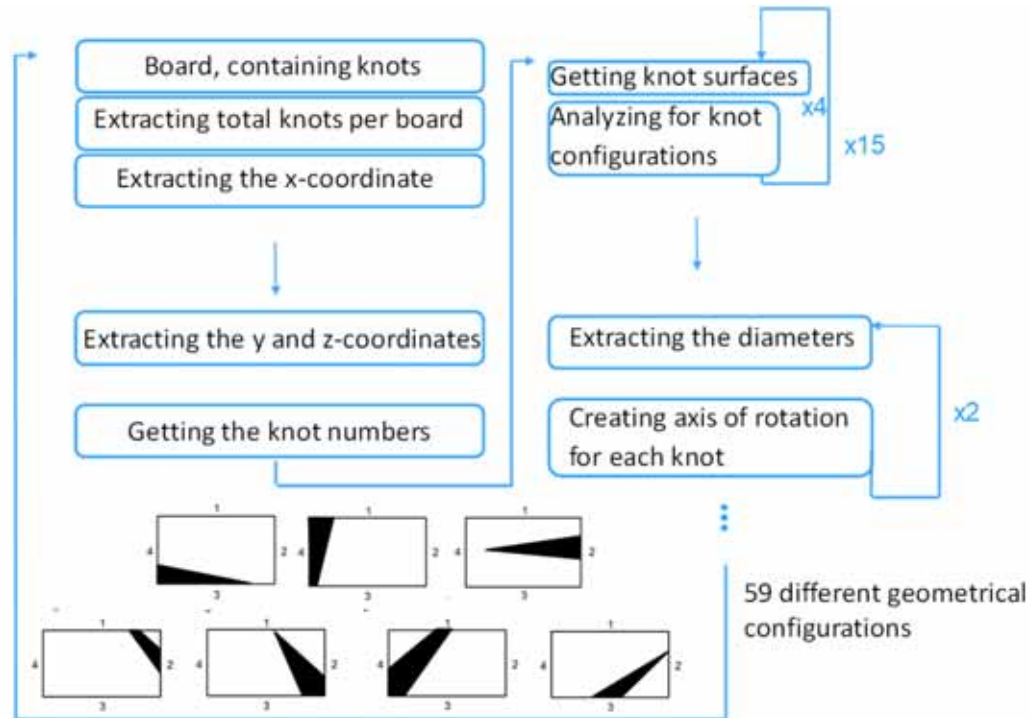 Board, containing knots
Extracting total knots per board
Extracting the x-coordinate
Extracting the y and z-coordinates
Getting the knot numbers
Getting knot surfaces
Analyzing for knot
configurations
x4
x15
Extracting the diameters
Creating axis of rotation
for each knot
x2
59 different geometrical
configurations
1
4 2
3
1
4 2
3
1
4 2
3
1
4 2
3
1
4 2
3
1
4 2
3
1
4 2
3